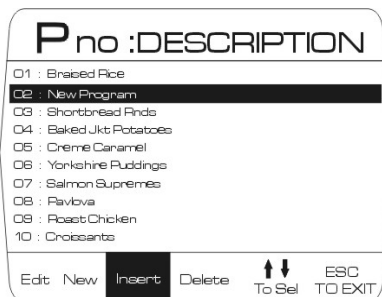 P no :DESCRIPTION
01 : Braised Rice
02 : New Program
03 : Shortbread Rnds
04 : Baked Jkt Potatoes
05 : Creme Caramel
06 : Yorkshire Puddings
07 : Salmon Supremes
08 : Pavlova
09 : Roast Chicken
10 : Croissants
Edit New Insert Delete To Sel ESC TO EXIT